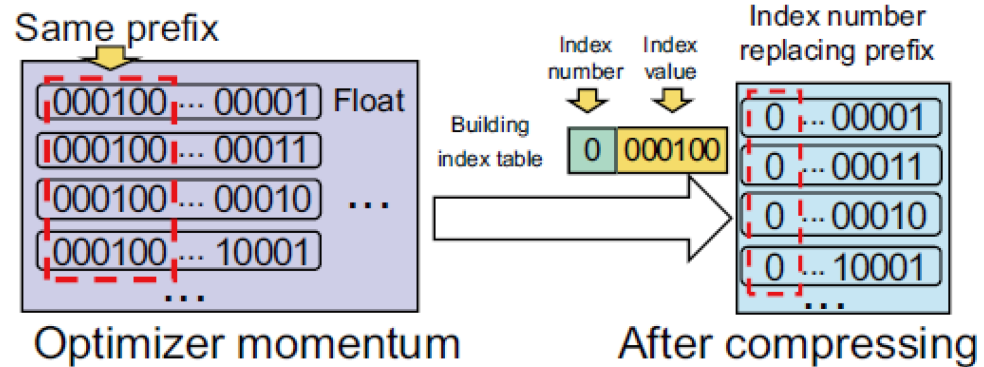 Same prefix
000100 ... 00001 Float
000100 ... 00011
000100 ... 00010 ...
000100 ... 10001
...
Optimizer momentum
Building
index table
Index
number
Index
value
0 000100
Index number
replacing prefix
0 ... 00001
0 ... 00011
0 ... 00010
0 ... 10001
...
After compressing